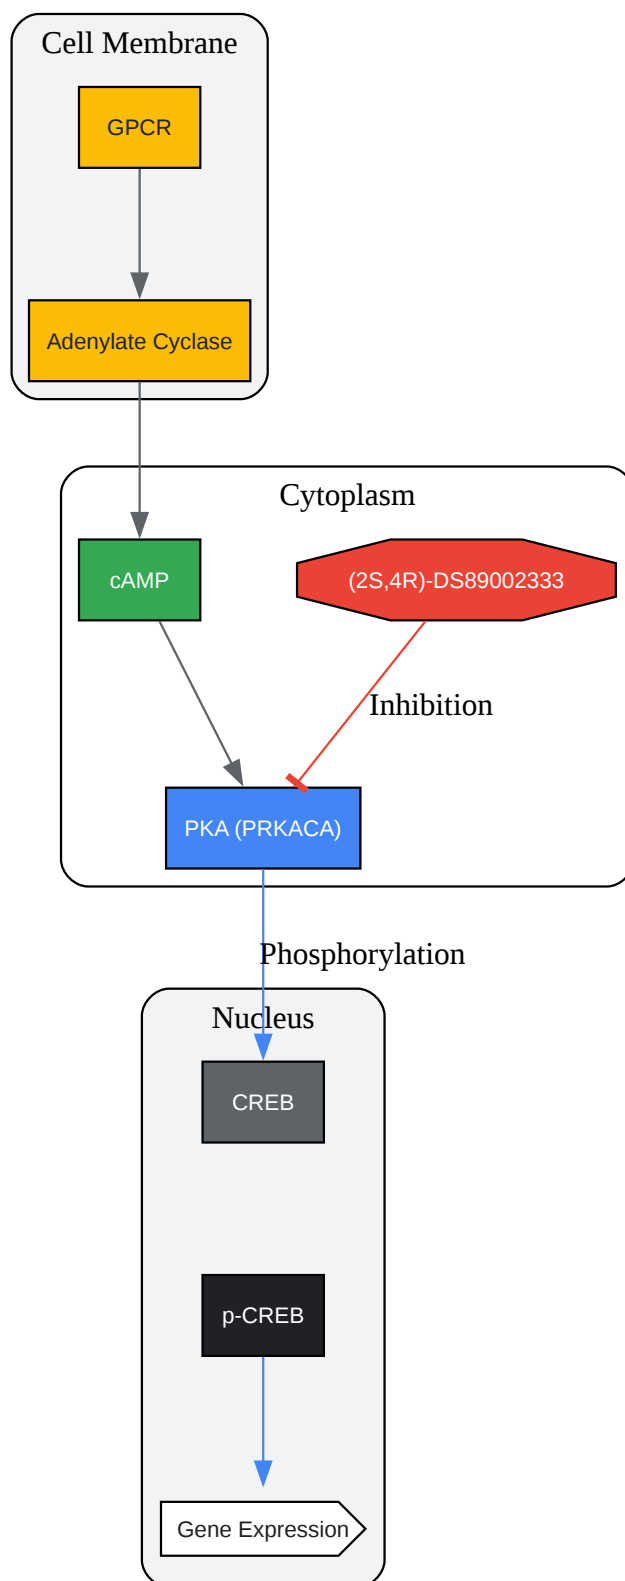 Cell Membrane
GPCR
Adenylate Cyclase
Cytoplasm
cAMP
(2S,4R)-DS89002333
Inhibition
PKA (PRKACA)
Phosphorylation
Nucleus
CREB
p-CREB
Gene Expression